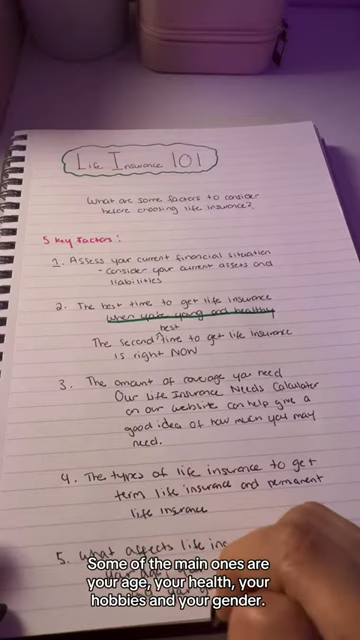 Life Insurance 101
What are some factors to consider
before choosing life insurance?
5 key factors:
1. Assess your current financial situation
- consider your current assets and
liabilities
2. The best time to get life insurance
when you're young and healthy
best
The second ^ time to get life insurance
is right NOW
3. The amount of coverage you need
Our Life Insurance Needs Calculator
on our website can help give a
good idea of how much you may
need.
4. The types of life insurance to get
term life insurance and permanent
life insurance
5. What affects life
Some of the main ones are
your age, your health, your
hobbies and your gender.